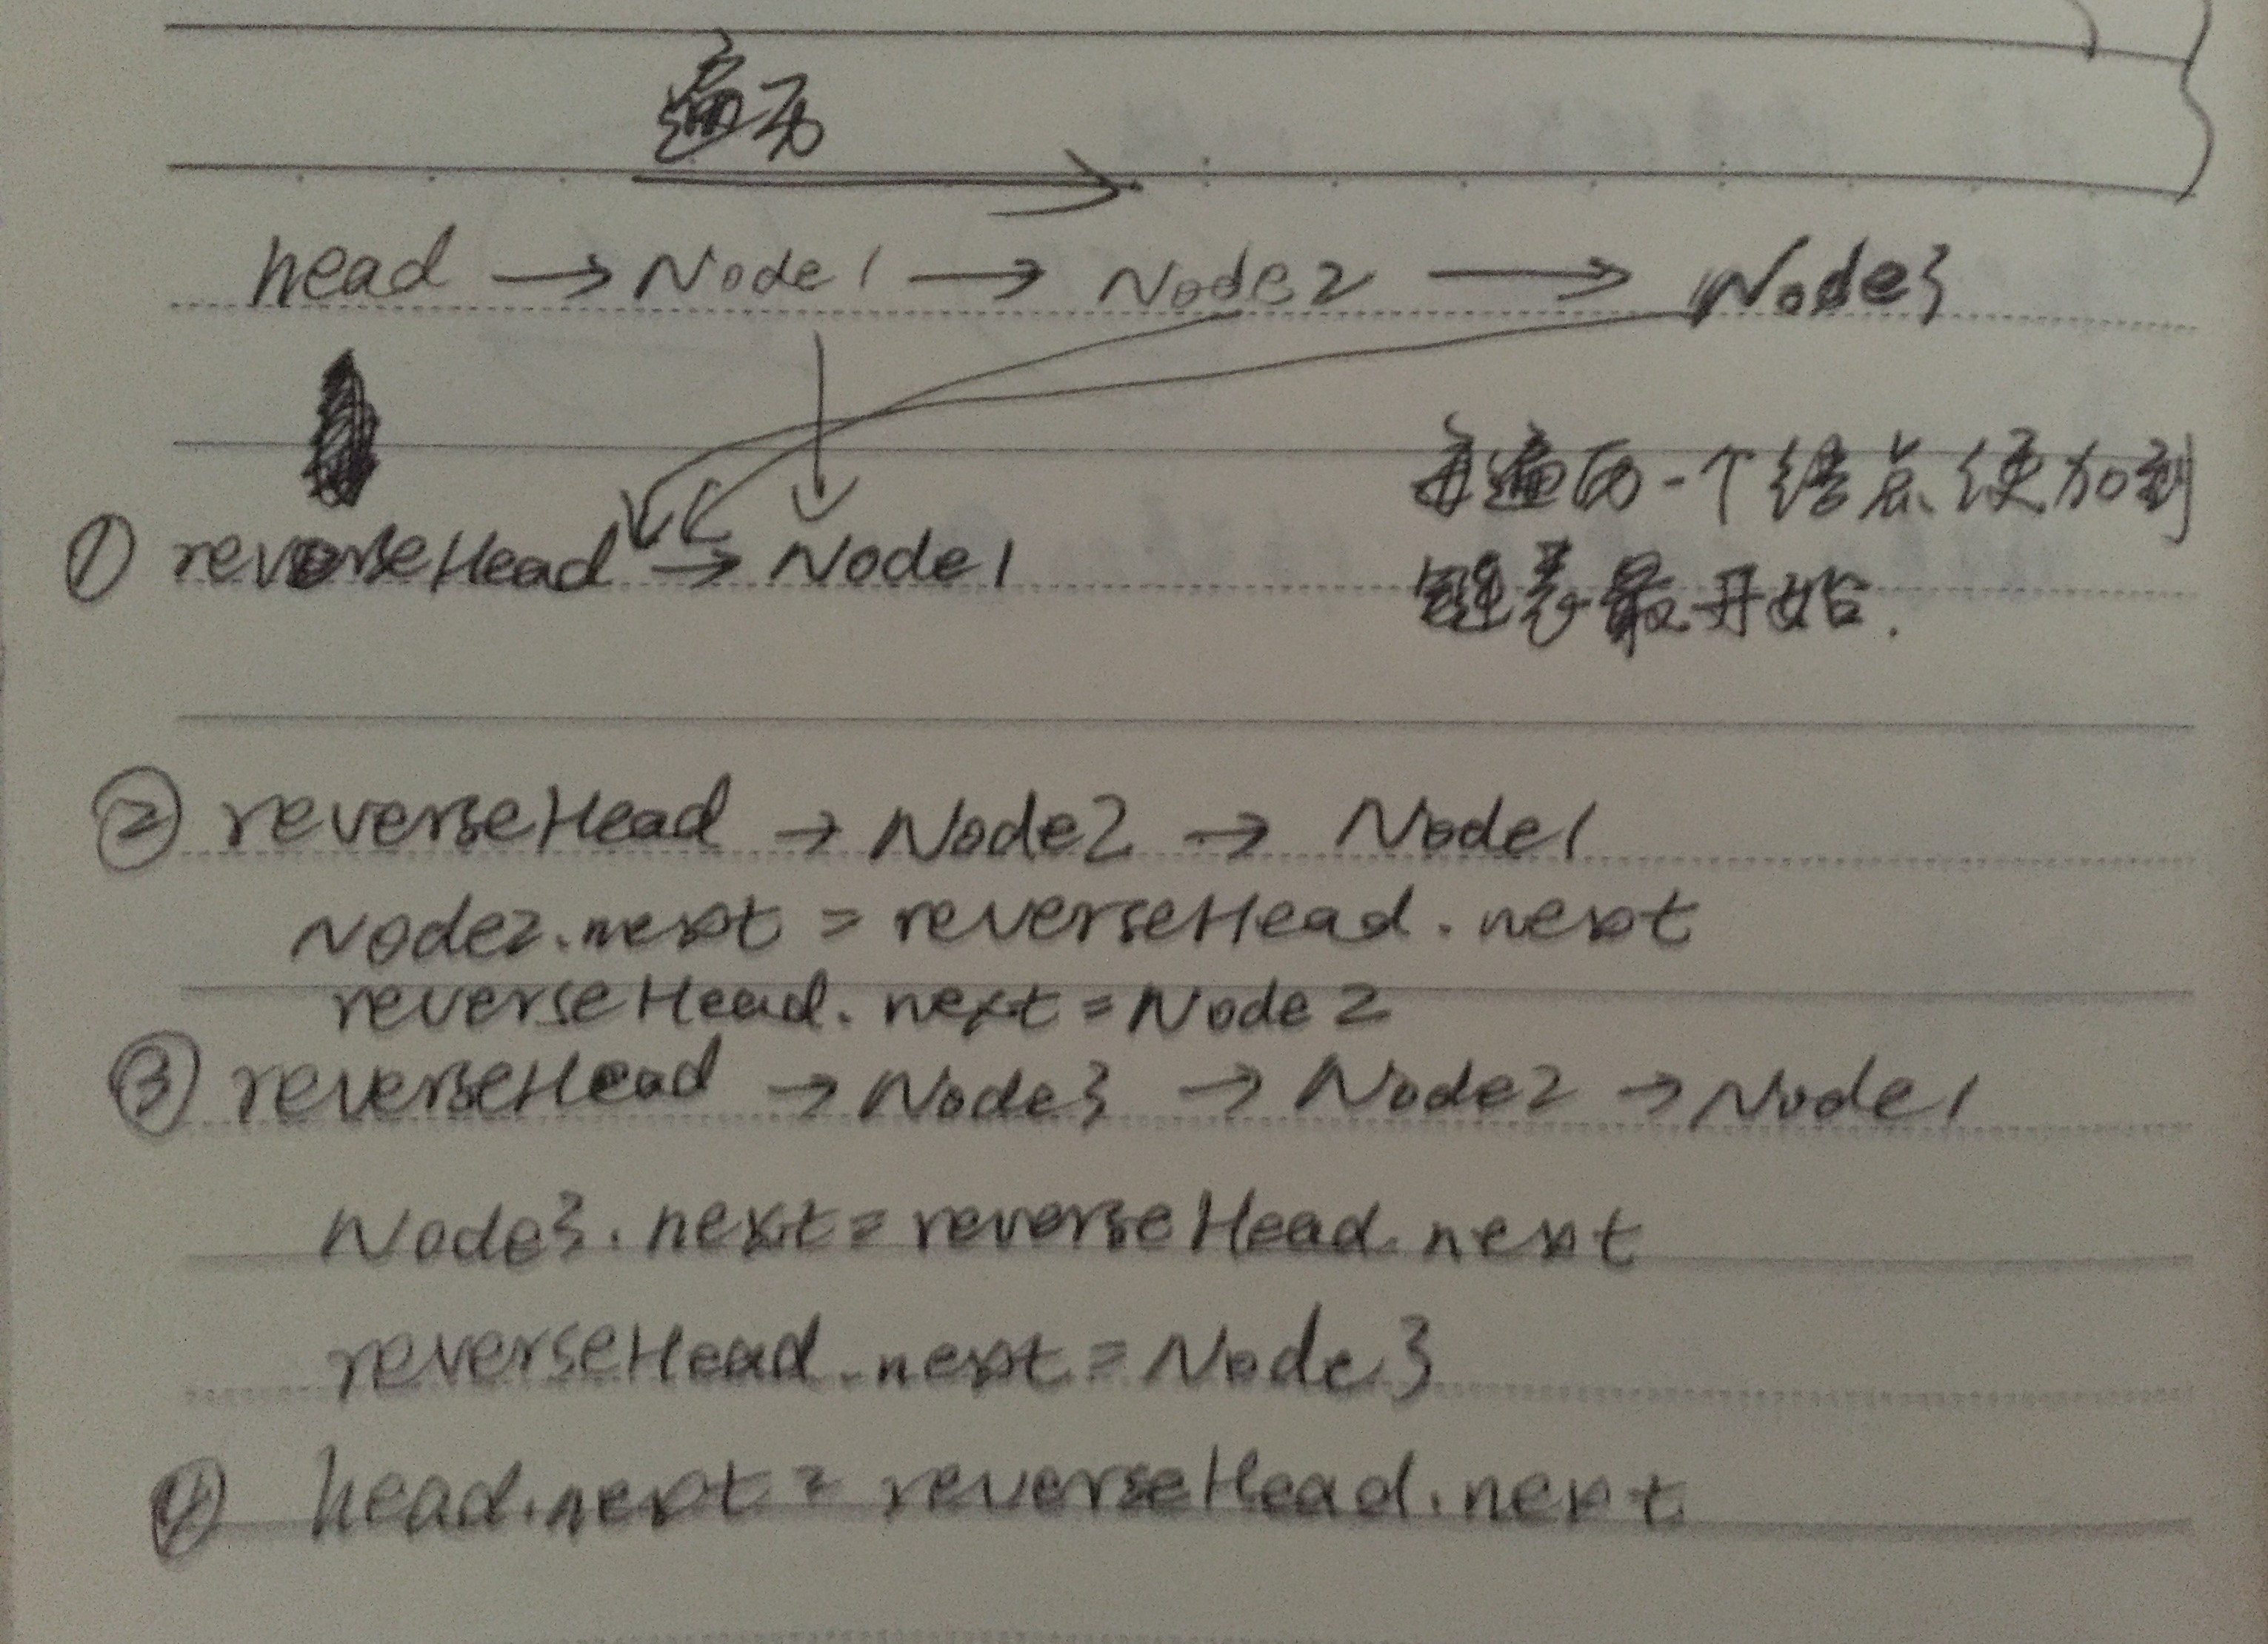 遍历
head → Node1 → Node2 → Node3
每遍历一个结点便加到
① reverseHead → Node1
链表最开始.
② reverseHead → Node2 → Node1
Node2.next = reverseHead.next
reverseHead.next = Node2
③ reverseHead → Node3 → Node2 → Node1
Node3.next = reverseHead.next
reverseHead.next = Node3
④ head.next = reverseHead.next